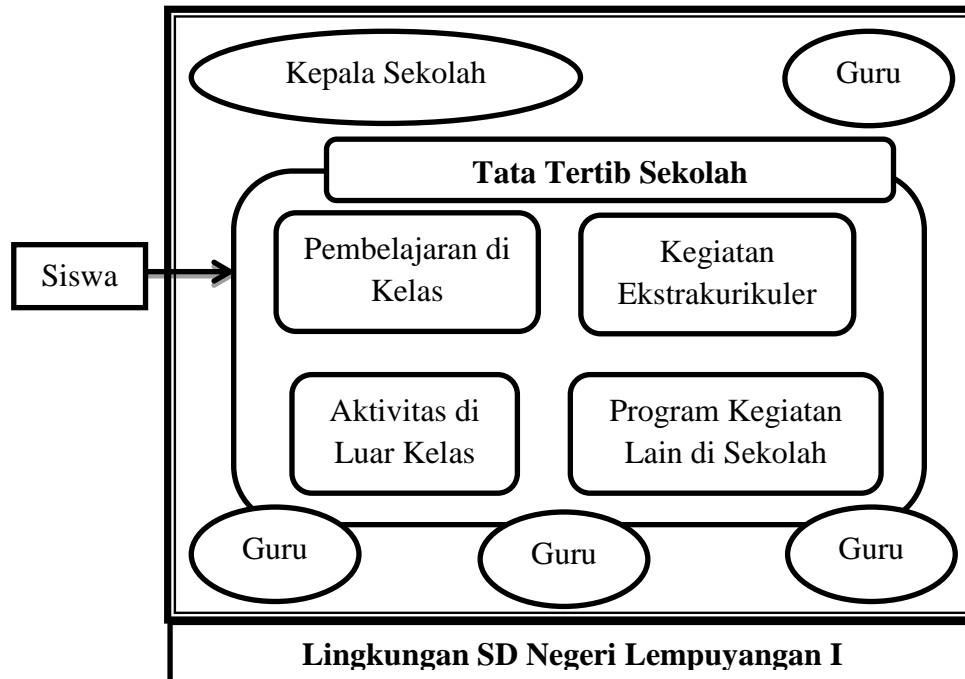 Kepala Sekolah
Guru
Tata Tertib Sekolah
Siswa
Pembelajaran di
Kelas
Kegiatan
Ekstrakurikuler
Aktivitas di
Luar Kelas
Program Kegiatan
Lain di Sekolah
Guru
Guru
Guru
Lingkungan SD Negeri Lempuyangan I